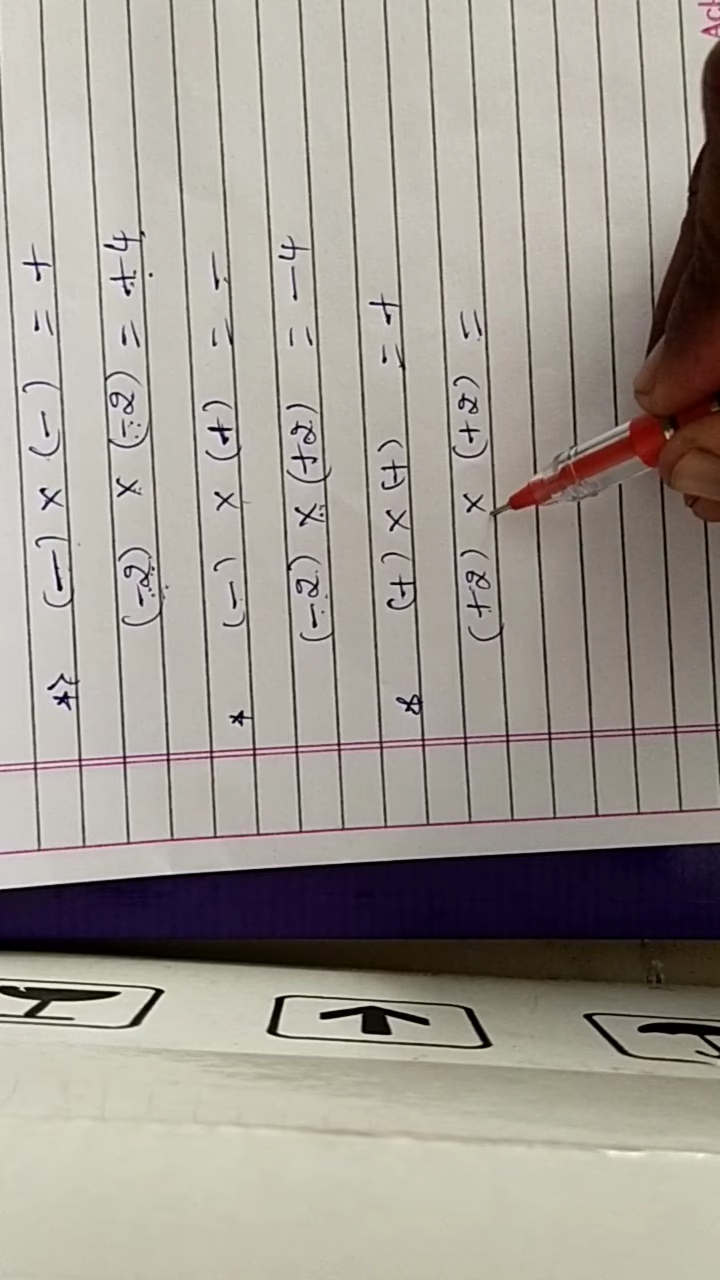 * (-) × (-) = +
(-2) × (-2) = +4
* (-) × (+) = -
(-2) × (+2) = -4
* (+) × (+) = +
(+2) × (+2) =